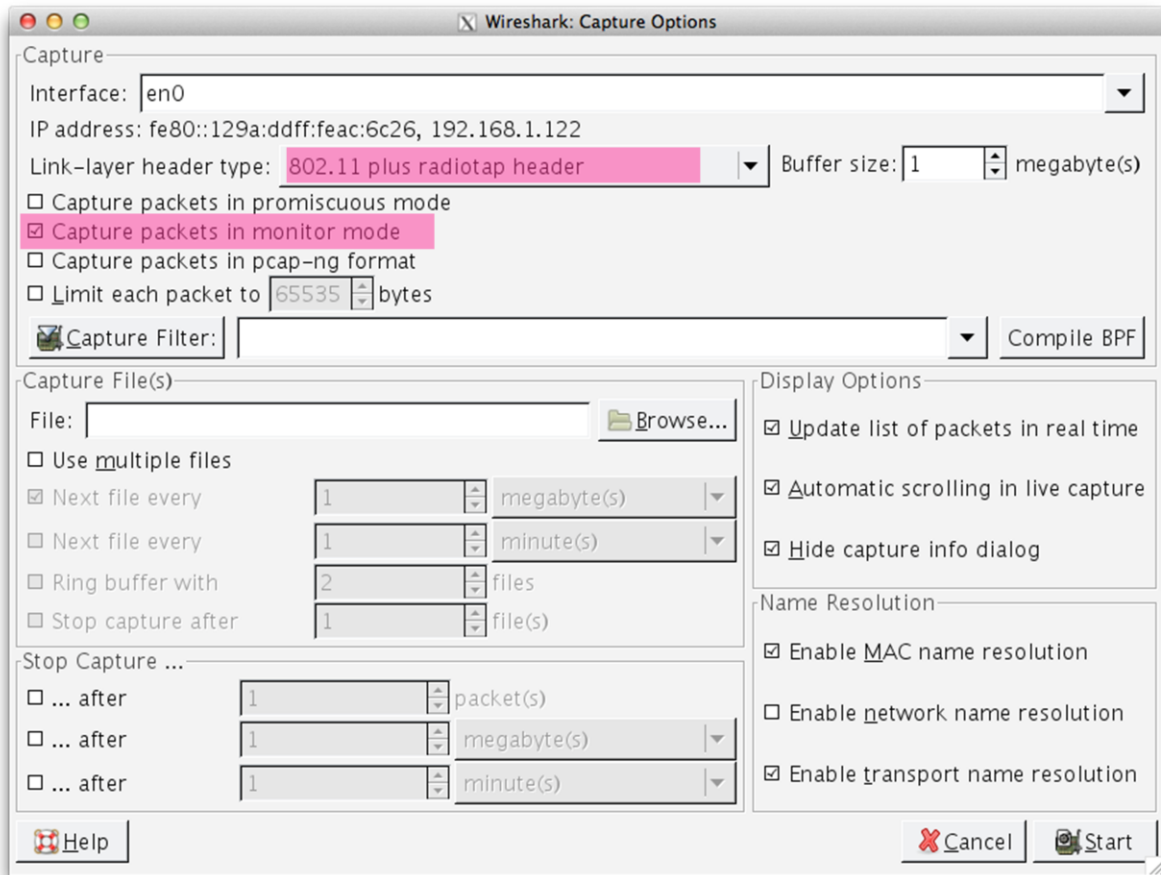 Wireshark: Capture Options
Capture
Interface: en0
IP address: fe80::129a:ddff:feac:6c26, 192.168.1.122
Link-layer header type: 802.11 plus radiotap header Buffer size: 1 megabyte(s)
Capture packets in promiscuous mode
Capture packets in monitor mode
Capture packets in pcap-ng format
Limit each packet to 65535 bytes
Capture Filter: Compile BPF
Capture File(s)
File: Browse...
Use multiple files
Next file every 1 megabyte(s)
Next file every 1 minute(s)
Ring buffer with 2 files
Stop capture after 1 file(s)
Stop Capture ...
... after 1 packet(s)
... after 1 megabyte(s)
... after 1 minute(s)
Display Options
Update list of packets in real time
Automatic scrolling in live capture
Hide capture info dialog
Name Resolution
Enable MAC name resolution
Enable network name resolution
Enable transport name resolution
Help Cancel Start